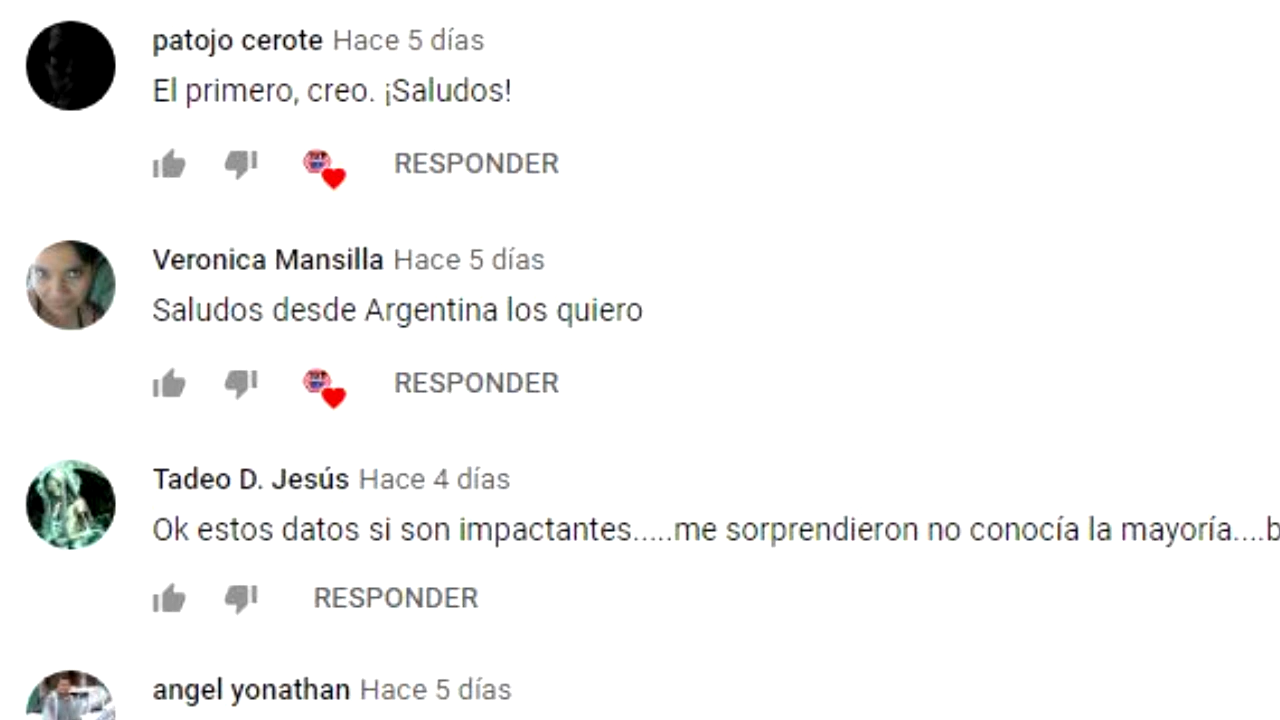 patojo cerote Hace 5 días
El primero, creo. ¡Saludos!
RESPONDER
Veronica Mansilla Hace 5 días
Saludos desde Argentina los quiero
RESPONDER
Tadeo D. Jesús Hace 4 días
Ok estos datos si son impactantes.....me sorprendieron no conocía la mayoría....b
RESPONDER
angel yonathan Hace 5 días